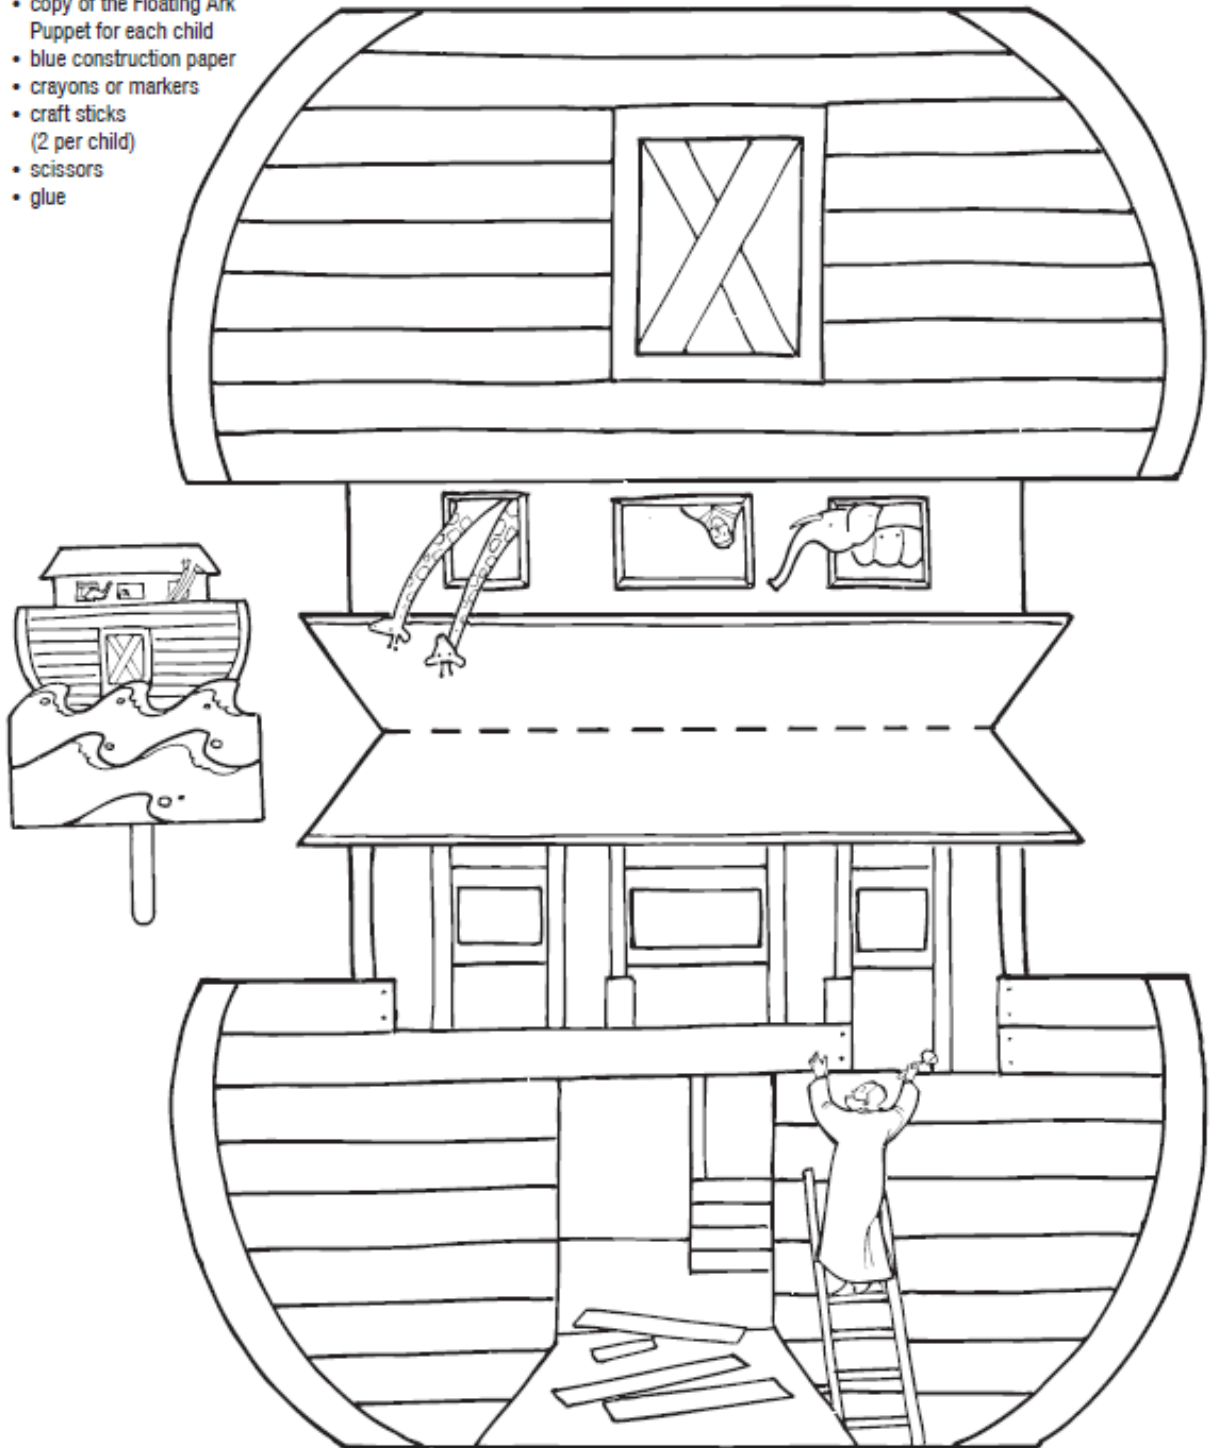 • copy of the Floating Ark
Puppet for each child
• blue construction paper
• crayons or markers
• craft sticks
(2 per child)
• scissors
• glue